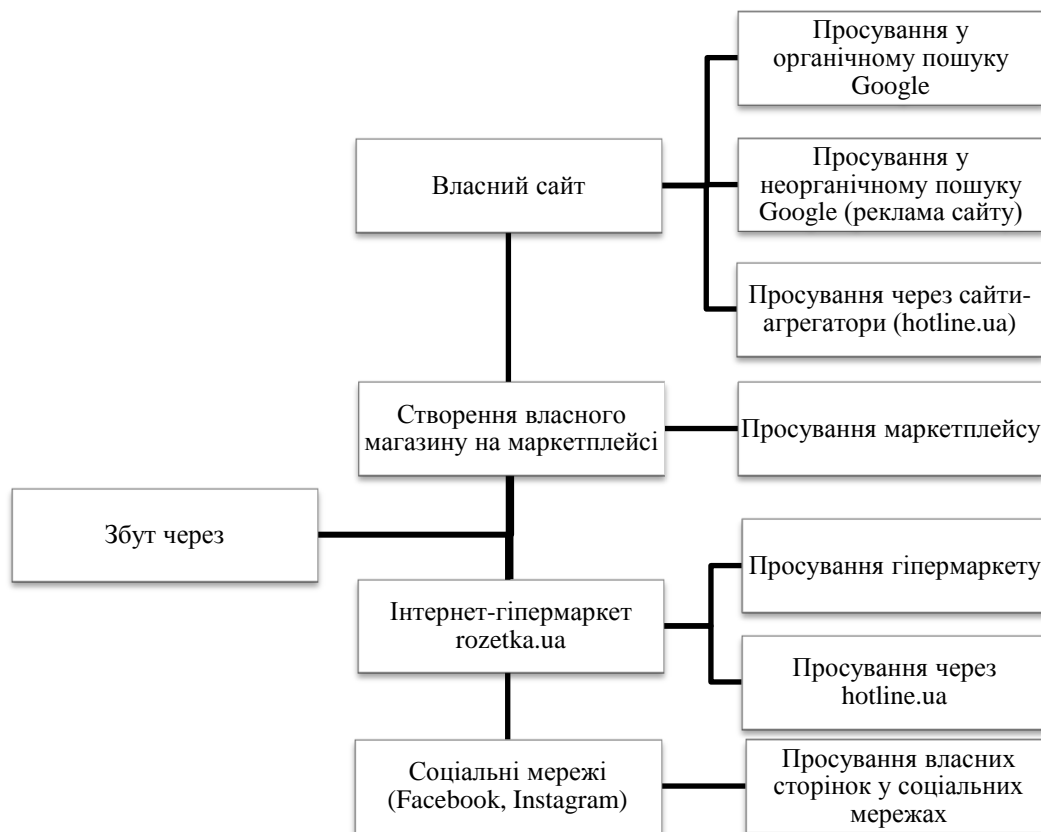 Просування у
органічному пошуку
Google
Власний сайт
Просування у
неорганічному пошуку
Google (реклама сайту)
Просування через сайти-
агрегатори (hotline.ua)
Створення власного
магазину на маркетплейсі
Просування маркетплейсу
Збут через
Інтернет-гіпермаркет
rozetka.ua
Просування гіпермаркету
Просування через
hotline.ua
Соціальні мережі
(Facebook, Instagram)
Просування власних
сторінок у соціальних
мережах